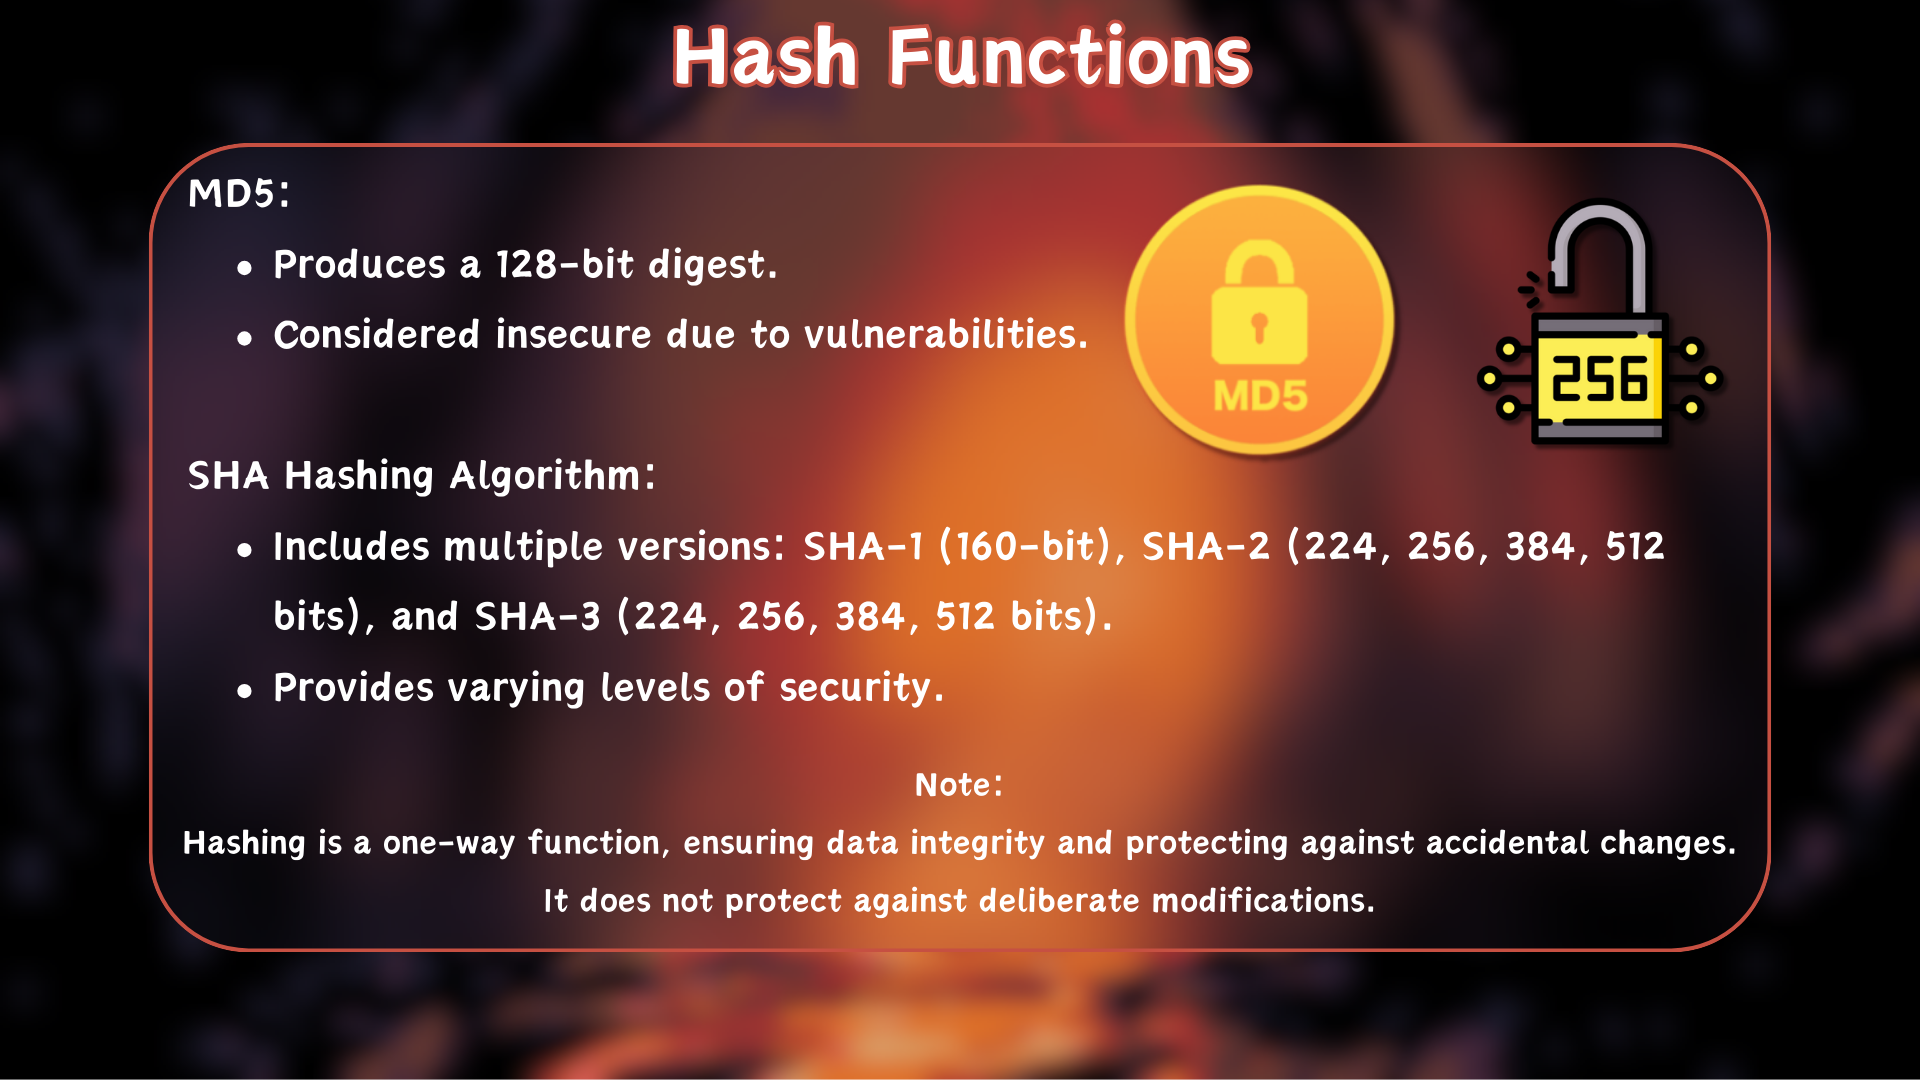 Hash Functions
MD5:
• Produces a 128-bit digest.
• Considered insecure due to vulnerabilities.
MD5
256
SHA Hashing Algorithm:
• Includes multiple versions: SHA-1 (160-bit), SHA-2 (224, 256, 384, 512
bits), and SHA-3 (224, 256, 384, 512 bits).
• Provides varying levels of security.
Note:
Hashing is a one-way function, ensuring data integrity and protecting against accidental changes.
It does not protect against deliberate modifications.